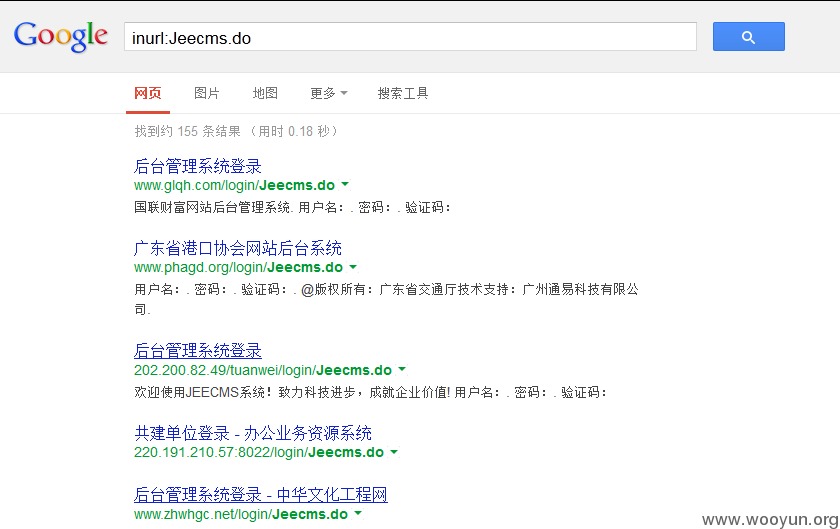 Google
inurl:Jeecms.do
网页 图片 地图 更多 搜索工具
找到约 155 条结果 （用时 0.18 秒）
后台管理系统登录
www.glqh.com/login/Jeecms.do
国联财富网站后台管理系统. 用户名：. 密码：. 验证码：
广东省港口协会网站后台系统
www.phagd.org/login/Jeecms.do
用户名：. 密码：. 验证码：. @版权所有：广东省交通厅技术支持：广州通易科技有限公
司.
后台管理系统登录
202.200.82.49/tuanwei/login/Jeecms.do
欢迎使用JEECMS系统！致力科技进步，成就企业价值! 用户名：. 密码：. 验证码：
共建单位登录 - 办公业务资源系统
220.191.210.57:8022/login/Jeecms.do
后台管理系统登录 - 中华文化工程网
www.zhwhgc.net/login/Jeecms.do
www.wooyun.org